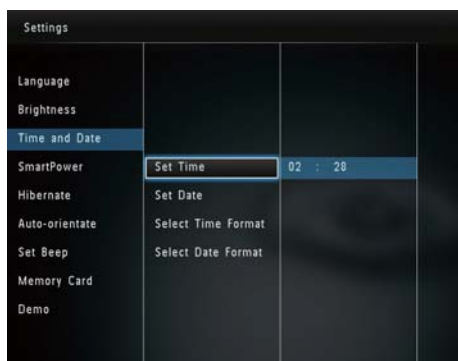 Settings
Language
Brightness
Time and Date
SmartPower
Hibernate
Auto-orientate
Set Beep
Memory Card
Demo
Set Time
Set Date
Select Time Format
Select Date Format
02 : 28